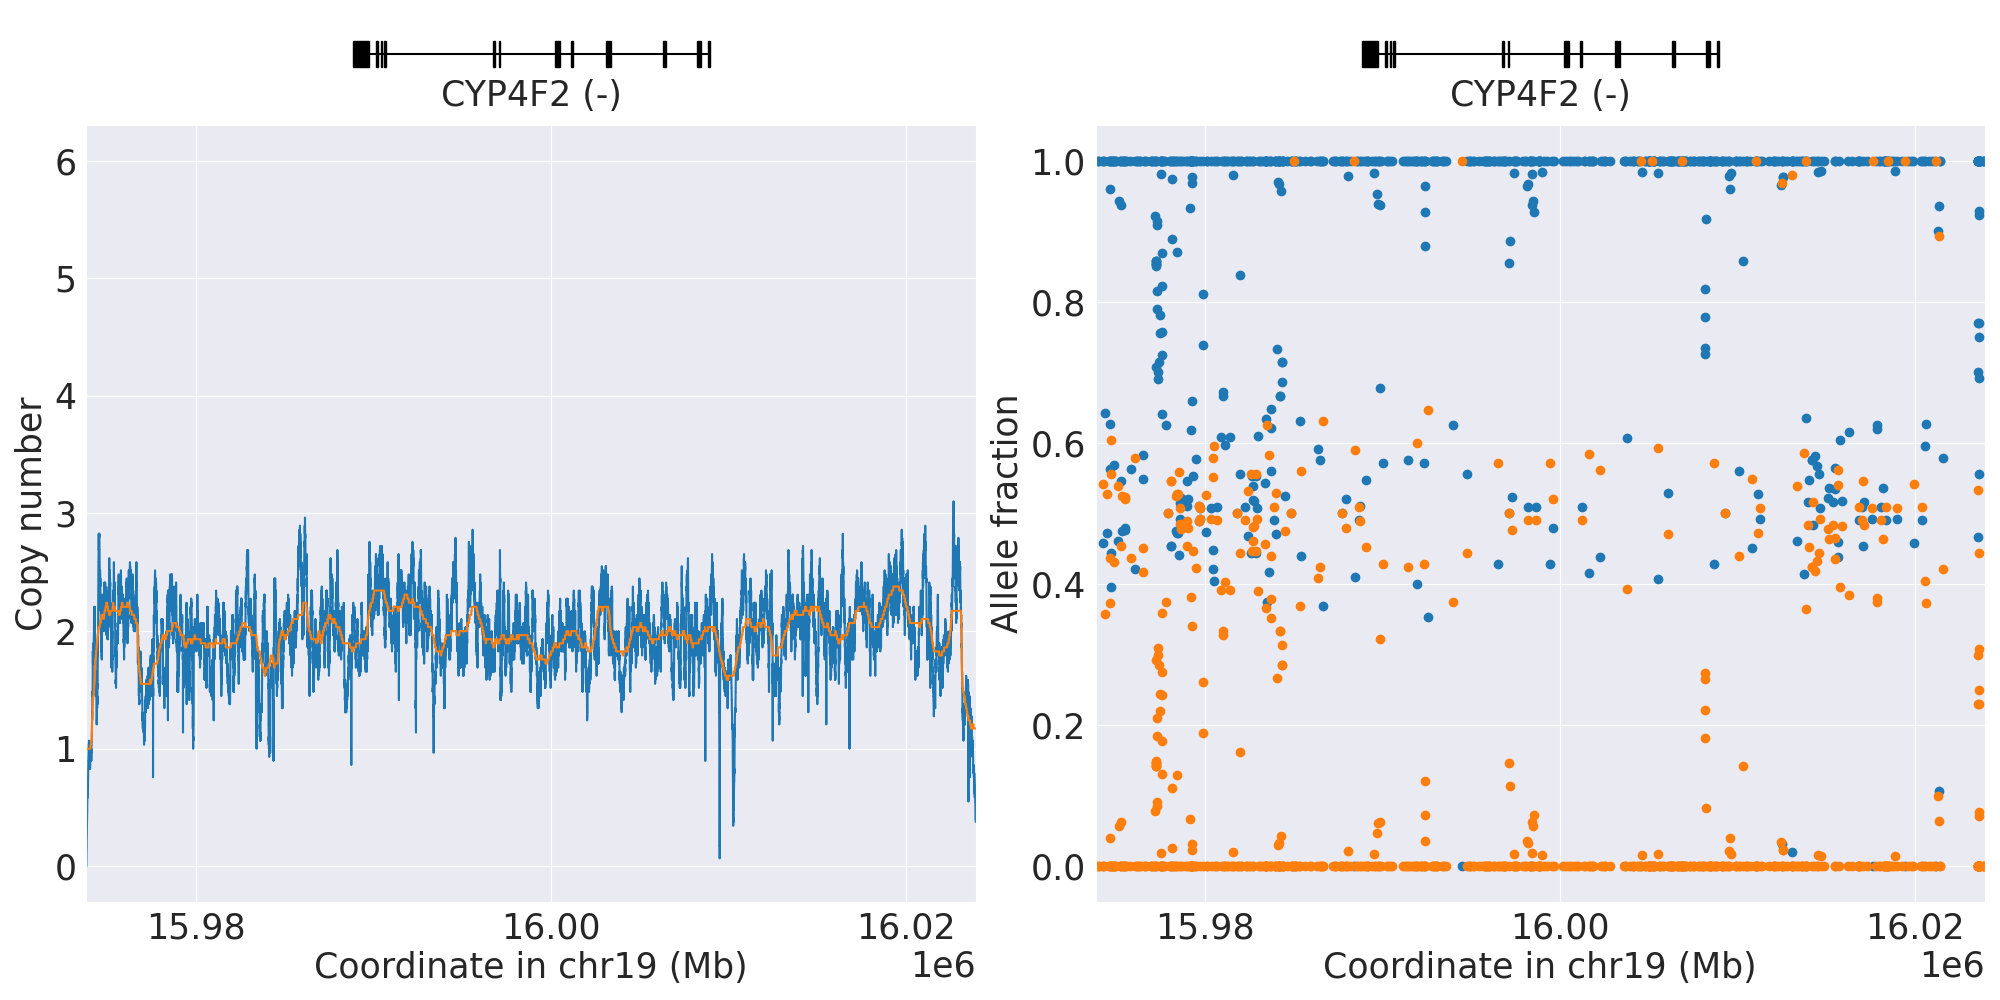 CYP4F2 (-)
Copy number
6
5
4
3
2
1
0
15.98
16.00
16.02
Coordinate in chr19 (Mb)
1e6
CYP4F2 (-)
Allele fraction
1.0
0.8
0.6
0.4
0.2
0.0
15.98
16.00
16.02
Coordinate in chr19 (Mb)
1e6